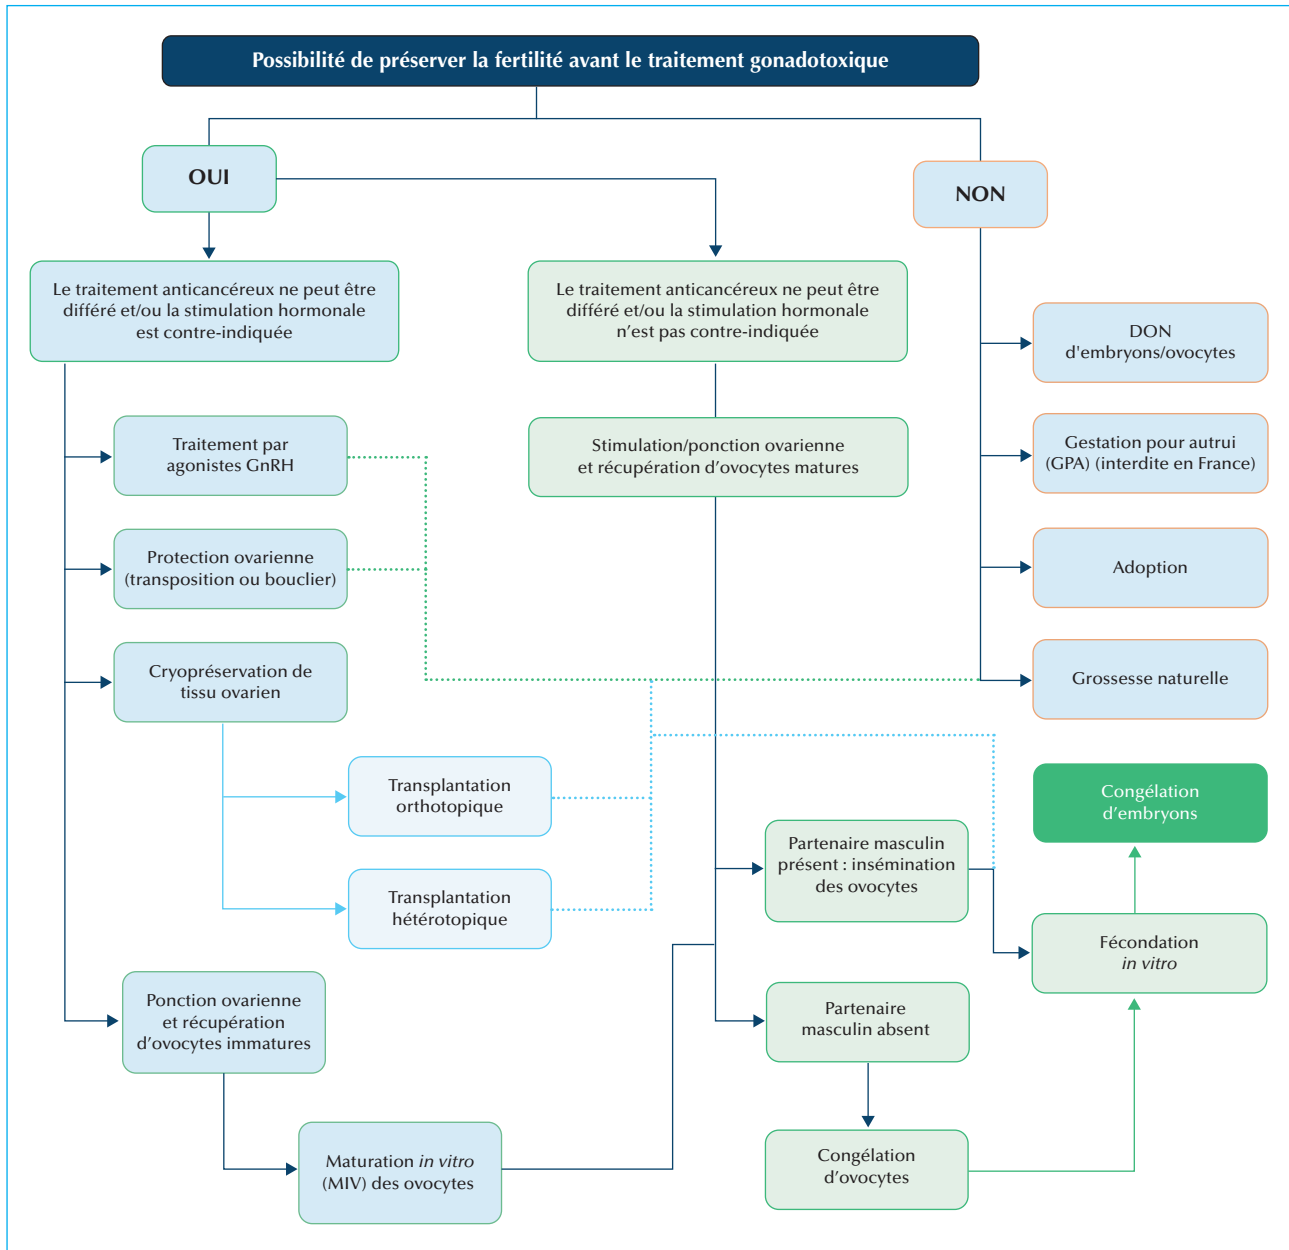 Possibilité de préserver la fertilité avant le traitement gonadotoxique
OUI
NON
Le traitement anticancéreux ne peut être
différé et/ou la stimulation hormonale
est contre-indiquée
Le traitement anticancéreux ne peut être
différé et/ou la stimulation hormonale
n’est pas contre-indiquée
DON
d'embryons/ovocytes
Traitement par
agonistes GnRH
Stimulation/ponction ovarienne
et récupération d’ovocytes matures
Gestation pour autrui
(GPA) (interdite en France)
Protection ovarienne
(transposition ou bouclier)
Adoption
Cryopréservation de
tissu ovarien
Grossesse naturelle
Transplantation
orthotopique
Congélation
d’embryons
Partenaire masculin
présent : insémination
des ovocytes
Transplantation
hétérotopique
Fécondation
in vitro
Ponction ovarienne
et récupération
d’ovocytes immatures
Partenaire
masculin absent
Maturation in vitro
(MIV) des ovocytes
Congélation
d’ovocytes